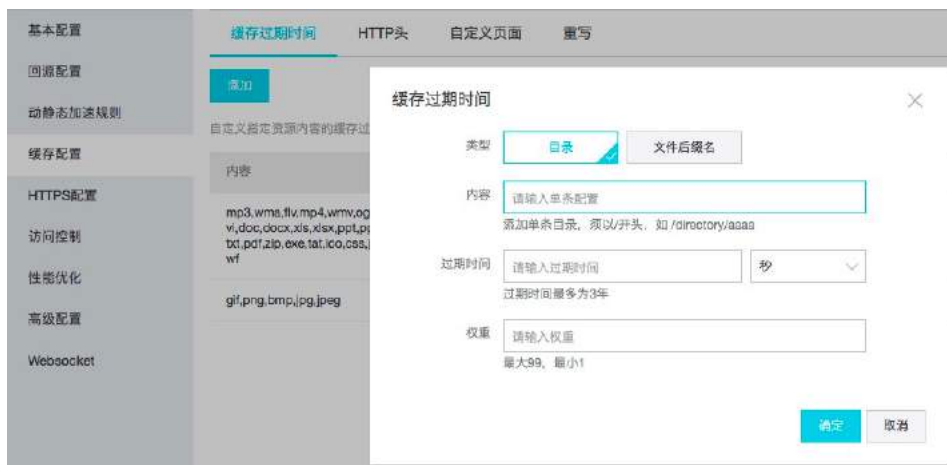 基本配置
回源配置
动静态加速规则
缓存配置
HTTPS配置
访问控制
性能优化
高级配置
Websocket
缓存过期时间 HTTP头 自定义页面 重写
添加
自定义指定资源内容的缓存过
内容
mp3,wma,flv,mp4,wmv,og
vi,doc,docx,xls,xlsx,ppt,pp
txt,pdf,zip,exe,tat,ico,css,j
wf
gif,png,bmp,jpg,jpeg
缓存过期时间
类型 目录 文件后缀名
内容 请输入单条配置
添加单条目录，须以/开头，如 /directory/aaaa
过期时间 请输入过期时间 秒
过期时间最多为3年
权重 请输入权重
最大99，最小1
确定 取消